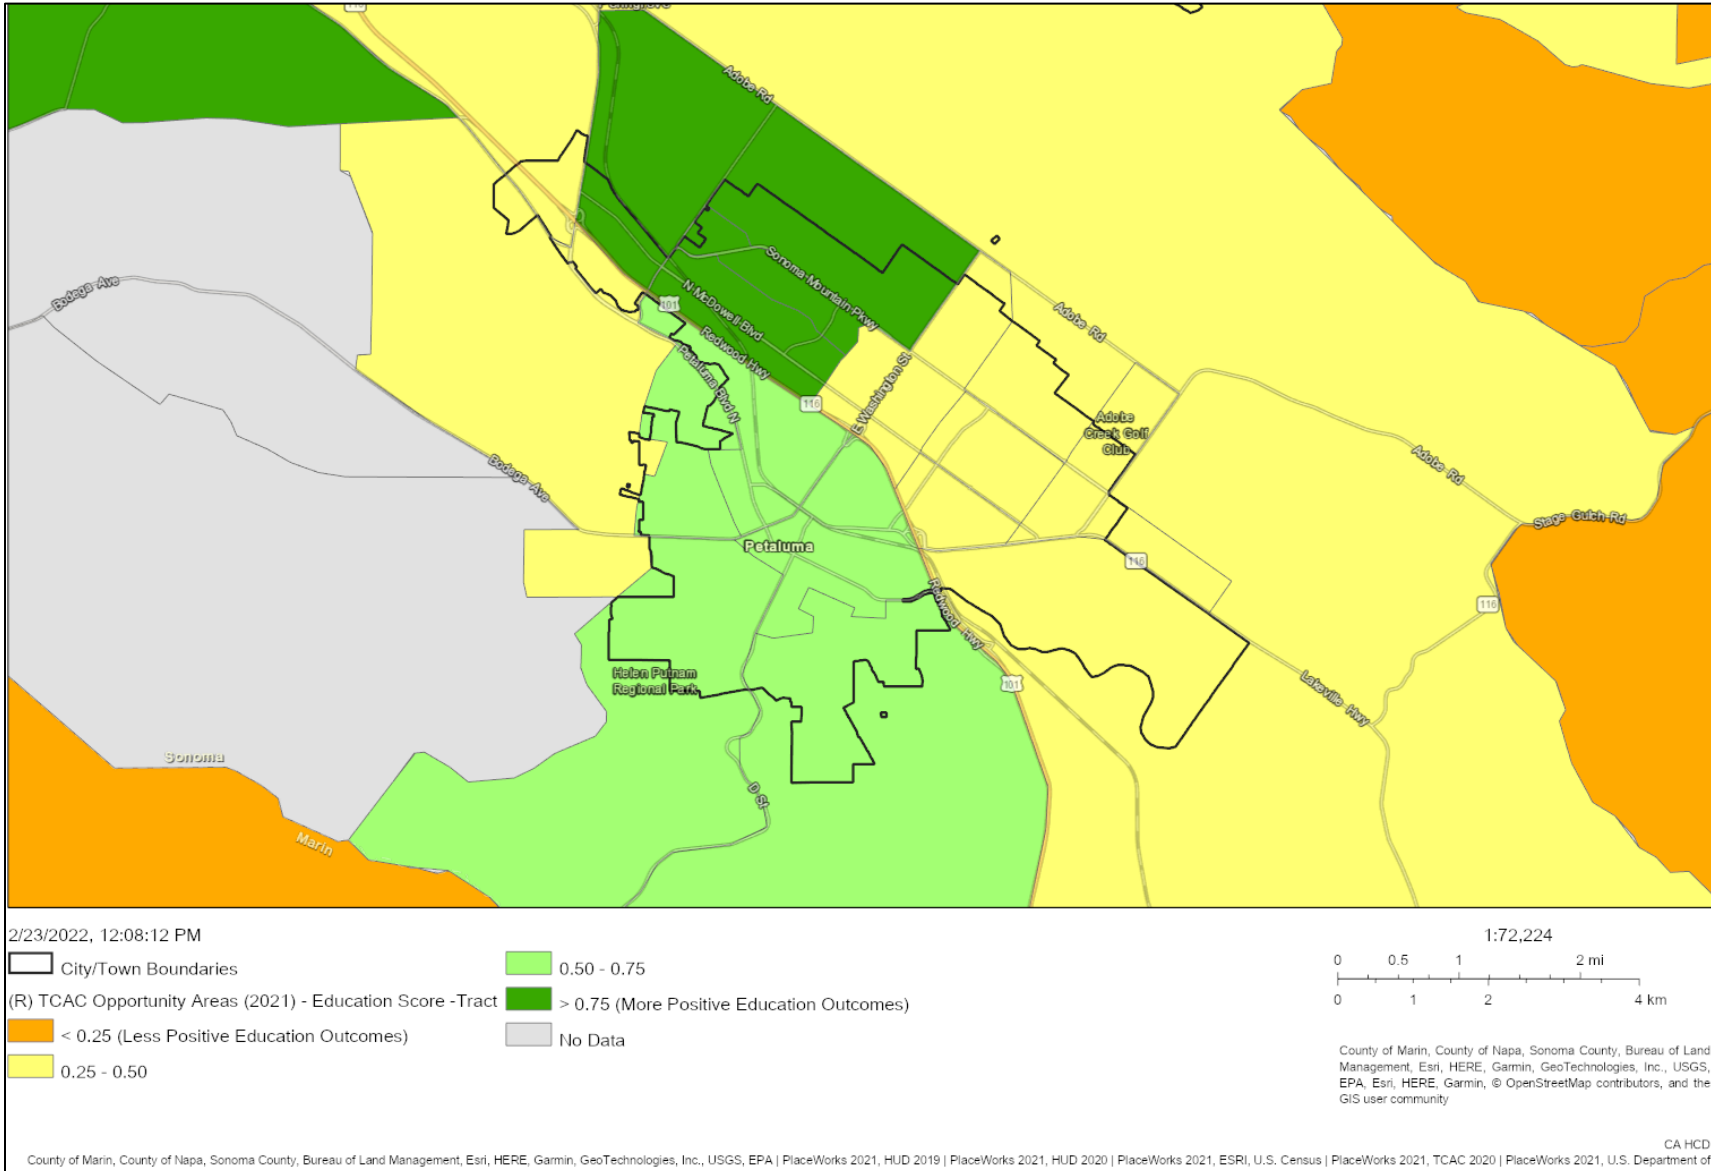 116
Adobe Rd
Sonoma-Mountain-Pkwy
N McDowell-Blvd
101
Redwood Hwy
Petaluma Blvd N
116
E Washington St
Adobe Rd
Adobe
Creek Golf
Club
Adobe Rd
Stage Gulch Rd
Bodega Ave
Bodega Ave
Petaluma
116
116
Redwood Hwy
Helen Putnam
Regional Park
101
Lakeville Hwy
D St
Sonoma
Marin
2/23/2022, 12:08:12 PM
City/Town Boundaries
(R) TCAC Opportunity Areas (2021) - Education Score -Tract
< 0.25 (Less Positive Education Outcomes)
0.25 - 0.50
0.50 - 0.75
> 0.75 (More Positive Education Outcomes)
No Data
1:72,224
0 0.5 1 2 mi
0 1 2 4 km
County of Marin, County of Napa, Sonoma County, Bureau of Land
Management, Esri, HERE, Garmin, GeoTechnologies, Inc., USGS,
EPA, Esri, HERE, Garmin, © OpenStreetMap contributors, and the
GIS user community
CA HCD
County of Marin, County of Napa, Sonoma County, Bureau of Land Management, Esri, HERE, Garmin, GeoTechnologies, Inc., USGS, EPA | PlaceWorks 2021, HUD 2019 | PlaceWorks 2021, HUD 2020 | PlaceWorks 2021, ESRI, U.S. Census | PlaceWorks 2021, TCAC 2020 | PlaceWorks 2021, U.S. Department of